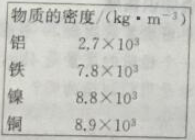 物质的密度/(kg·m⁻³)
铝 2.7×10³
铁 7.8×10³
镍 8.8×10³
铜 8.9×10³